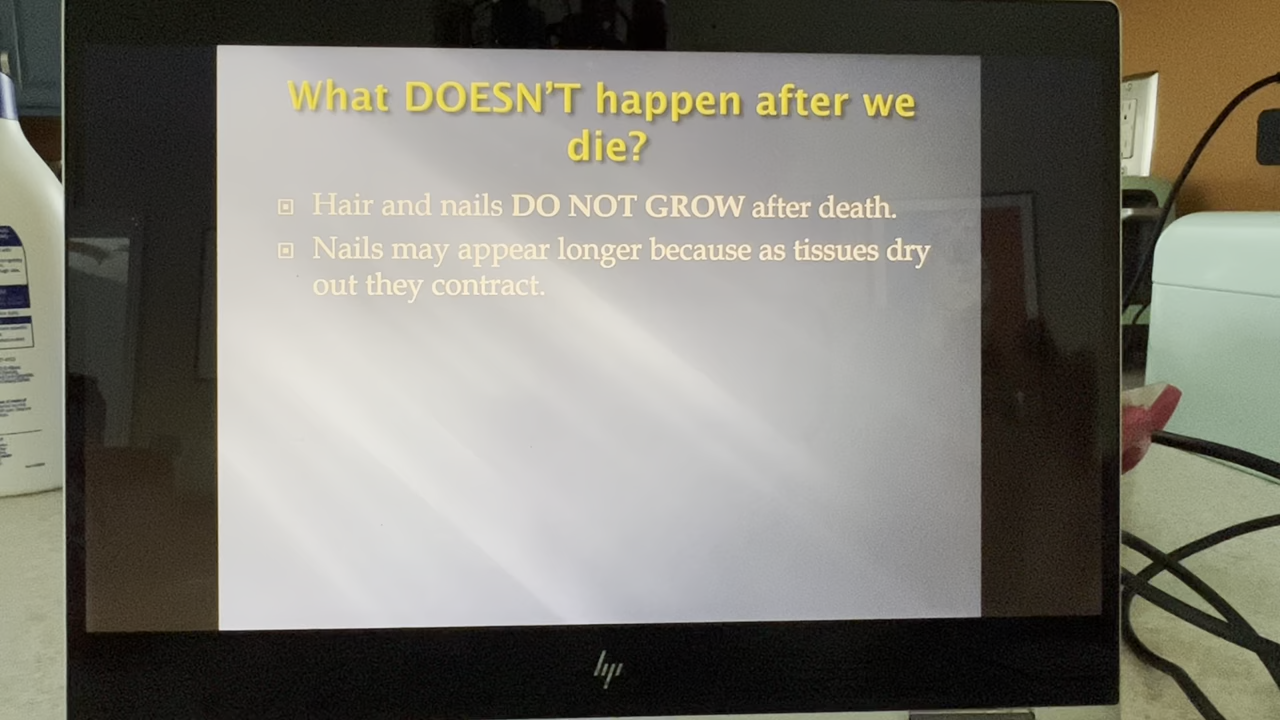 What DOESN'T happen after we
die?
Hair and nails DO NOT GROW after death.
Nails may appear longer because as tissues dry
out they contract.
hp